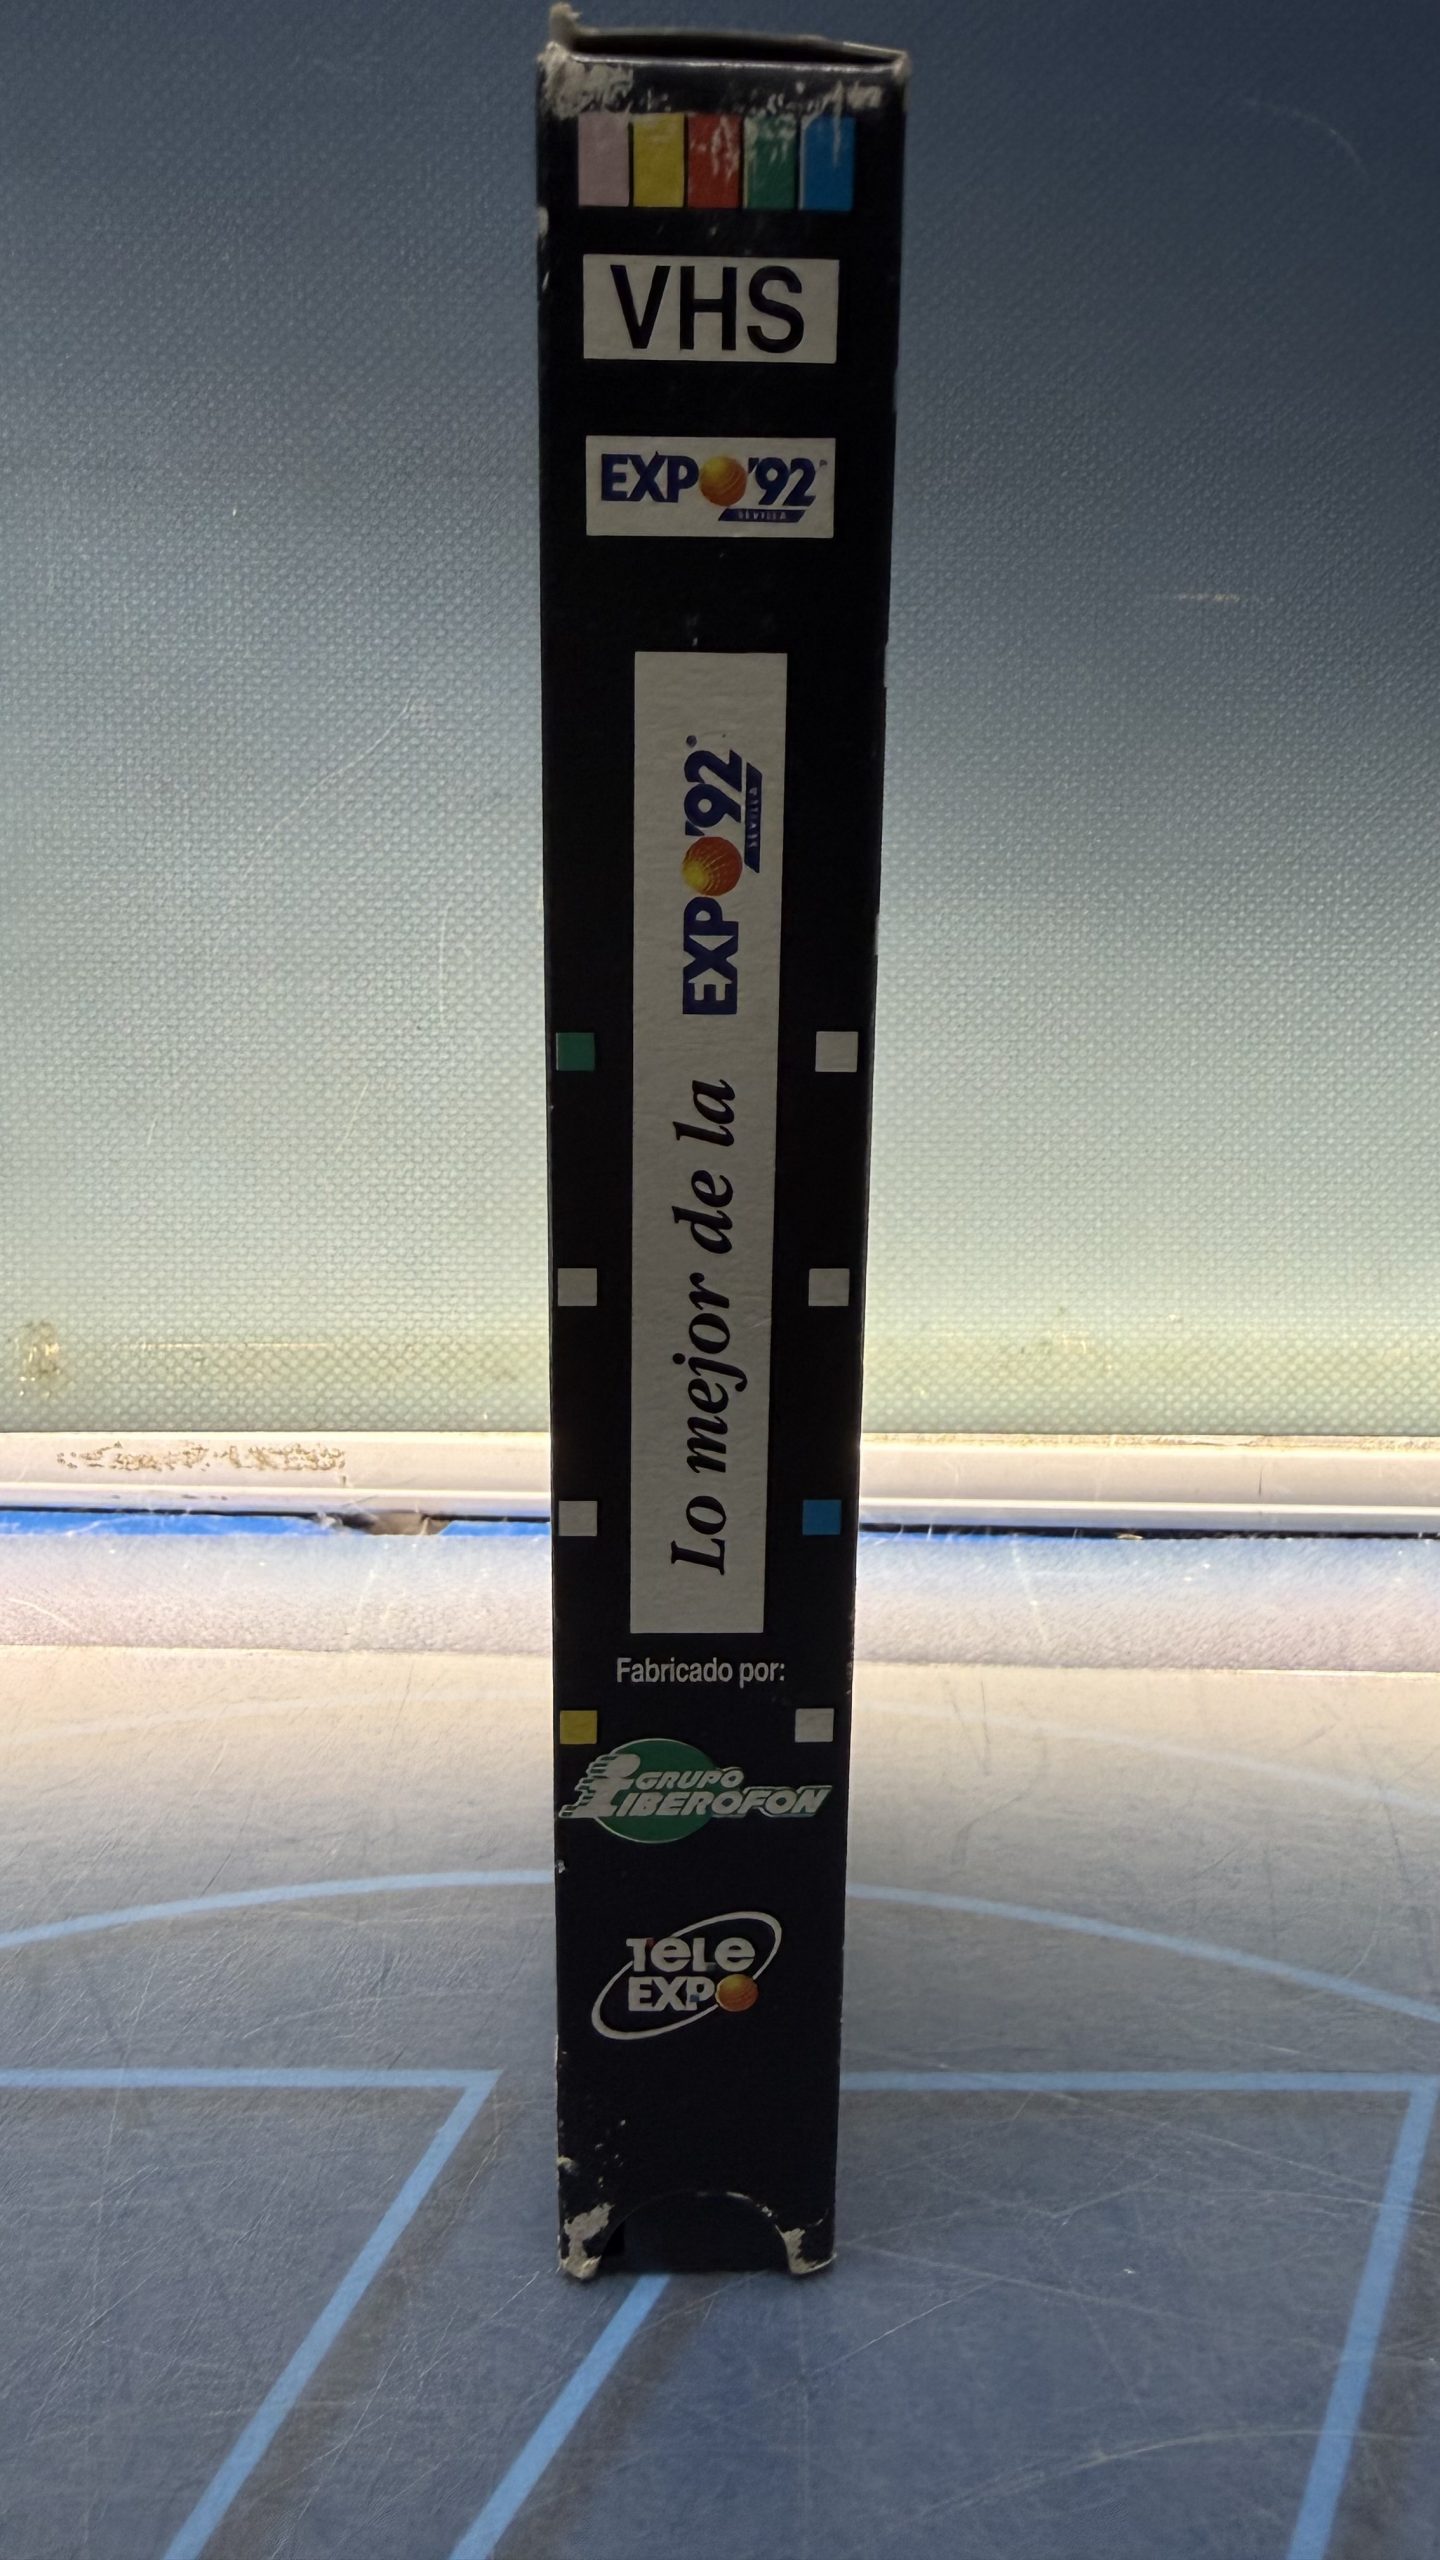 VHS
EXPO'92
SEVILLA
Lo mejor de la EXPO'92
SEVILLA
Fabricado por:
GRUPO
IBEROFON
TeLe
EXPO